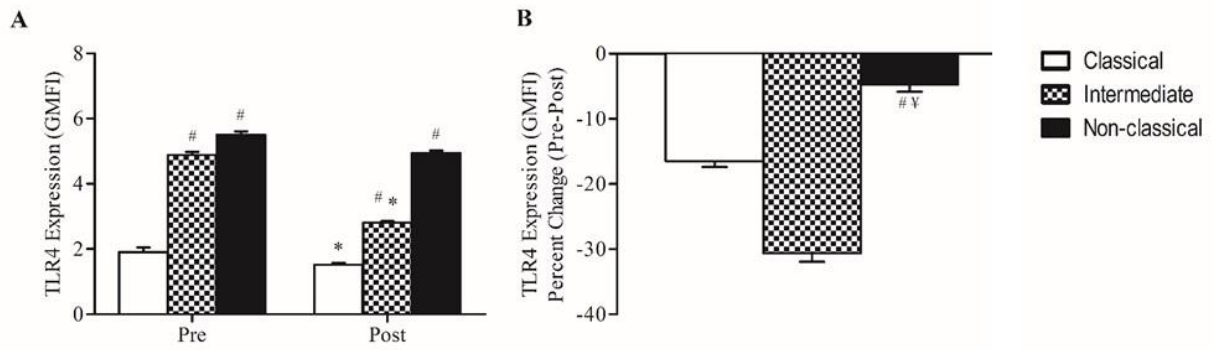 A
TLR4 Expression (GMFI)
8
6
4
2
0
#
#
#
*
#
*
Pre
Post
B
TLR4 Expression (GMFI)
Percent Change (Pre-Post)
0
-10
-20
-30
-40
# ¥
Classical
Intermediate
Non-classical